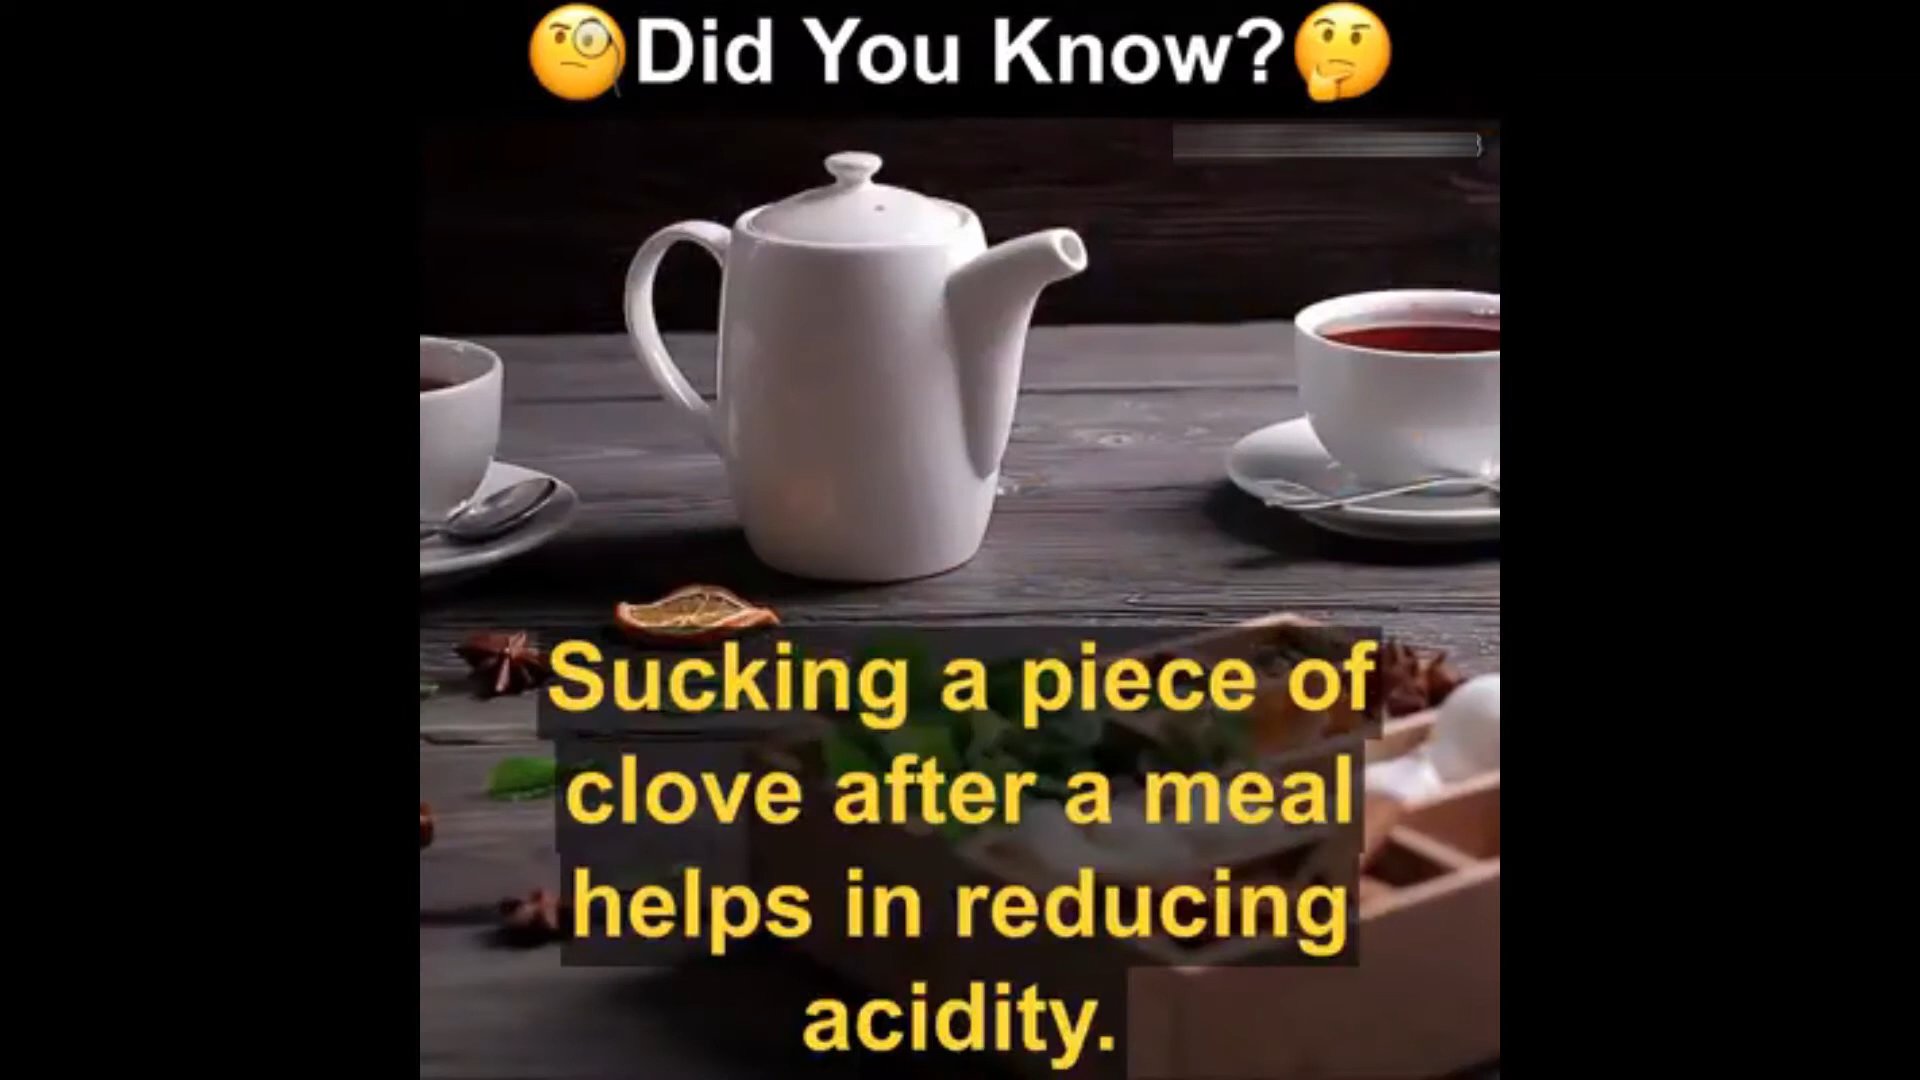 🧐Did You Know?🤔
Sucking a piece of
clove after a meal
helps in reducing
acidity.